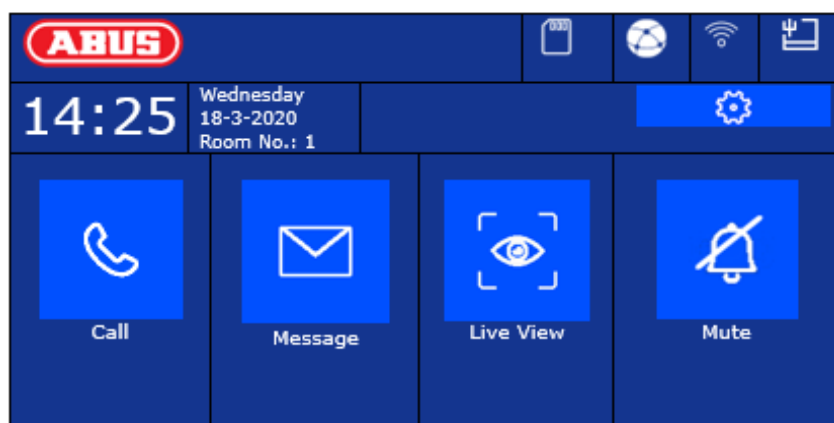 ABUS
14:25
Wednesday
18-3-2020
Room No.: 1
Call
Message
Live View
Mute